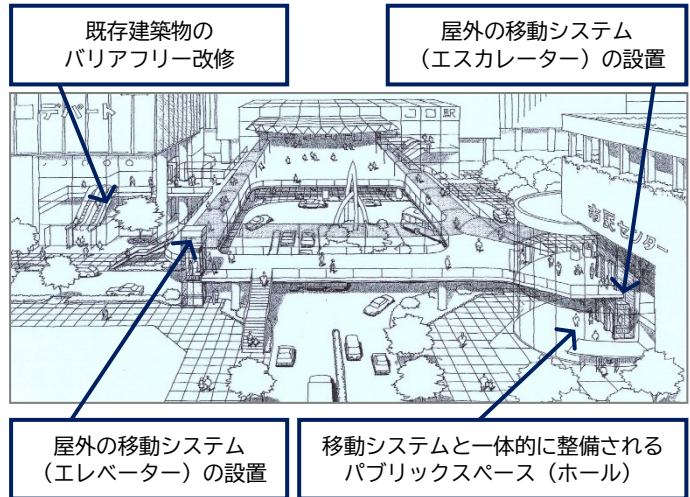 既存建築物の
バリアフリー改修
屋外の移動システム
（エスカレーター）の設置
デパート
駅
市民センター
屋外の移動システム
（エレベーター）の設置
移動システムと一体的に整備される
パブリックスペース（ホール）